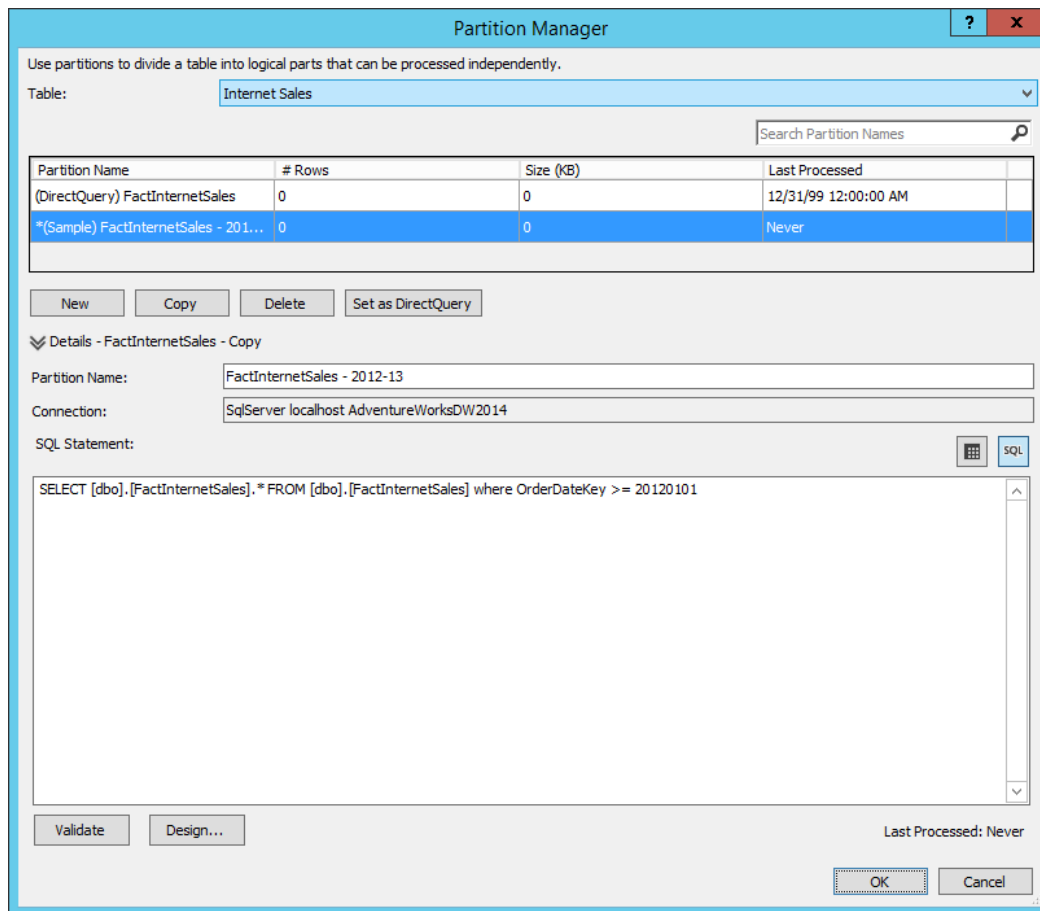 Partition Manager
? x
Use partitions to divide a table into logical parts that can be processed independently.
Table: Internet Sales
Search Partition Names
Partition Name # Rows Size (KB) Last Processed
(DirectQuery) FactInternetSales 0 0 12/31/99 12:00:00 AM
*(Sample) FactInternetSales - 201... 0 0 Never
New Copy Delete Set as DirectQuery
Details - FactInternetSales - Copy
Partition Name: FactInternetSales - 2012-13
Connection: SqlServer localhost AdventureWorksDW2014
SQL Statement: SQL
SELECT [dbo].[FactInternetSales].* FROM [dbo].[FactInternetSales] where OrderDateKey >= 20120101
Validate Design... Last Processed: Never
OK Cancel